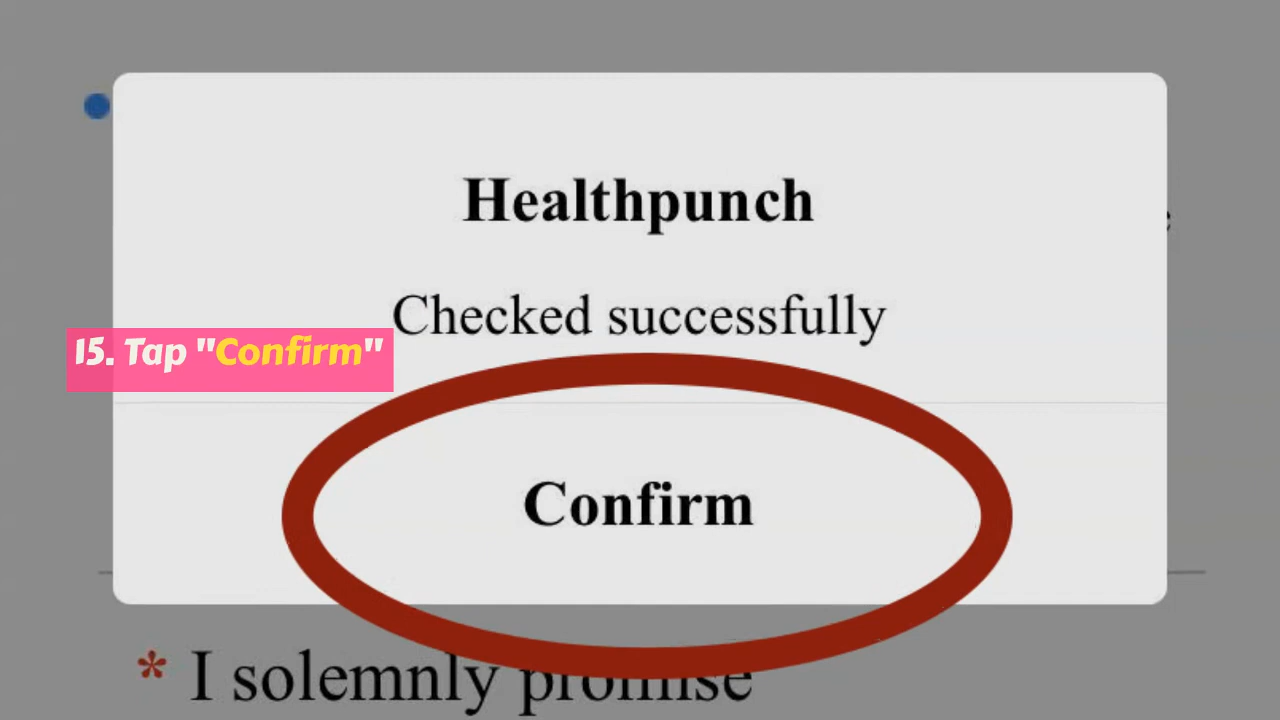 Healthpunch
Checked successfully
15. Tap "Confirm"
Confirm
* I solemnly promise